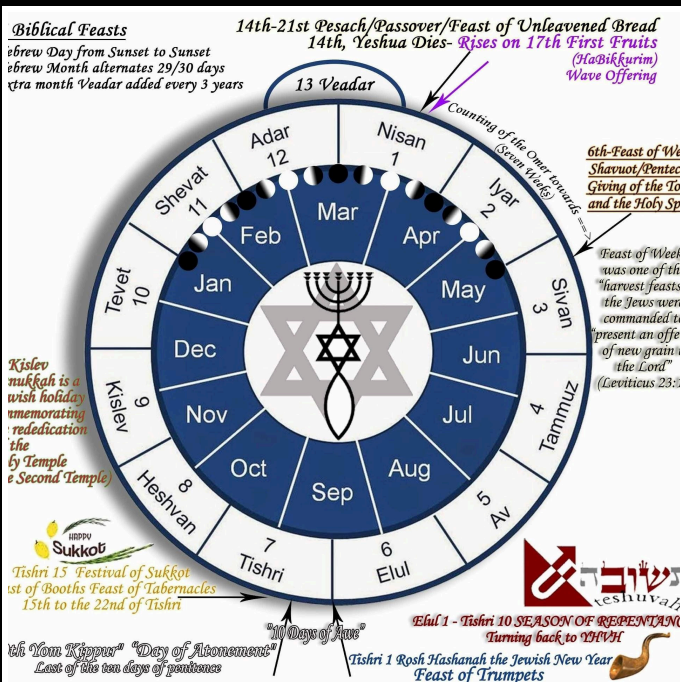 Biblical Feasts
ebrew Day from Sunset to Sunset
ebrew Month alternates 29/30 days
xtra month Veadar added every 3 years
14th-21st Pesach/Passover/Feast of Unleavened Bread
14th, Yeshua Dies- Rises on 17th First Fruits
(HaBikkurim)
Wave Offering
13 Veadar
Counting of the Omer towards ==>
(Seven Weeks)
6th-Feast of We
Shavuot/Pentec
Giving of the To
and the Holy Sp
Feast of Week
was one of th
"harvest feasts
the Jews were
commanded to
"present an offe
of new grain
the Lord"
(Leviticus 23:
Nisan
1
Iyar
2
Sivan
3
4
Tammuz
5
Av
6
Elul
7
Tishri
8
Heshvan
9
Kislev
Tevet
10
Shevat
11
Adar
12
Jan
Feb
Mar
Apr
May
Jun
Jul
Aug
Sep
Oct
Nov
Dec
Kislev
nukkah is a
wish holiday
mmemorating
rededication
the
ly Temple
e Second Temple)
HAPPY
Sukkot
Tishri 15 Festival of Sukkot
st of Booths Feast of Tabernacles
15th to the 22nd of Tishri
"10 Days of Awe"
th Yom Kippur" "Day of Atonement"
Last of the ten days of penitence
תשובה
teshuvah
Elul 1 - Tishri 10 SEASON OF REPENTANC
Turning back to YHVH
Tishri 1 Rosh Hashanah the Jewish New Year
Feast of Trumpets